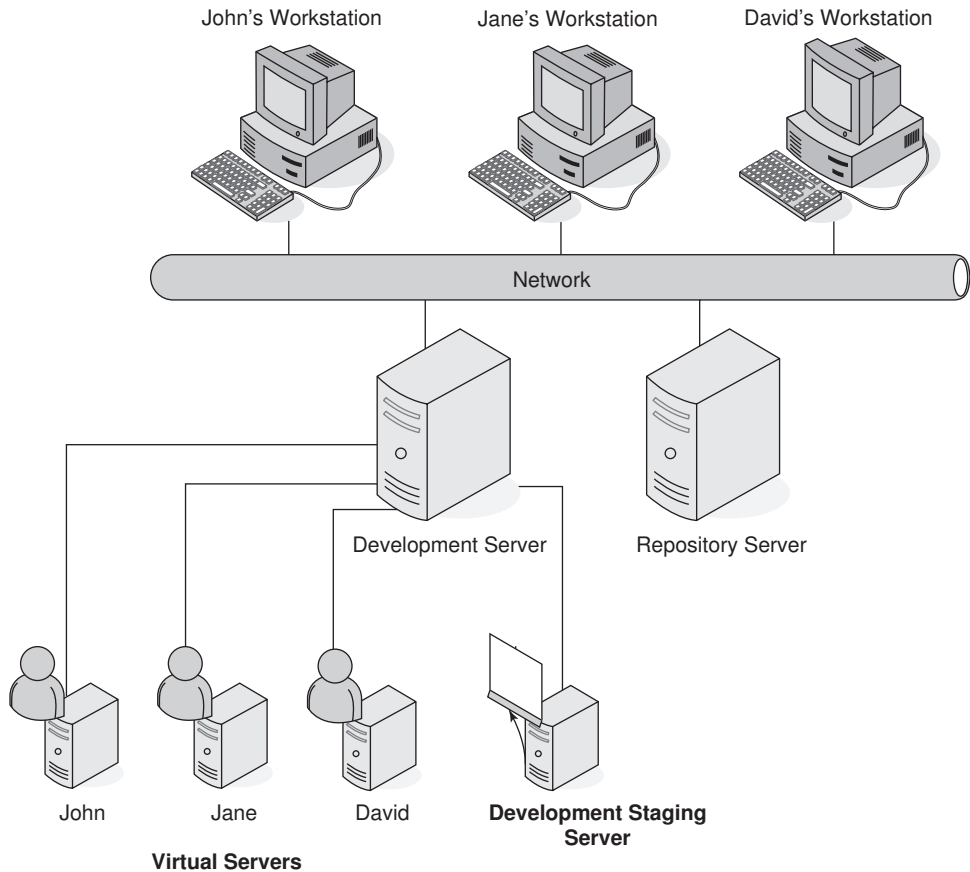 John's Workstation
Jane's Workstation
David's Workstation
Network
Development Server
Repository Server
John
Jane
David
Development Staging
Server
Virtual Servers